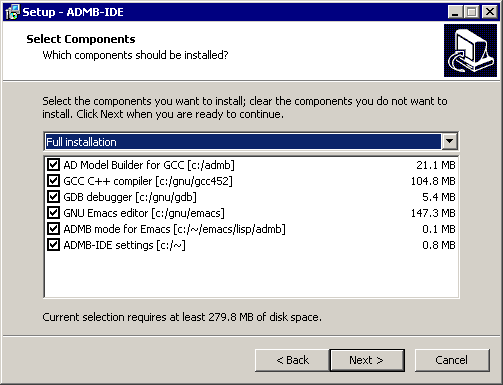 Setup - ADMB-IDE
Select Components
Which components should be installed?
Select the components you want to install; clear the components you do not want to
install. Click Next when you are ready to continue.
Full installation
AD Model Builder for GCC [c:/admb] 21.1 MB
GCC C++ compiler [c:/gnu/gcc452] 104.8 MB
GDB debugger [c:/gnu/gdb] 5.4 MB
GNU Emacs editor [c:/gnu/emacs] 147.3 MB
ADMB mode for Emacs [c:/~/emacs/lisp/admb] 0.1 MB
ADMB-IDE settings [c:/~] 0.8 MB
Current selection requires at least 279.8 MB of disk space.
< Back Next > Cancel